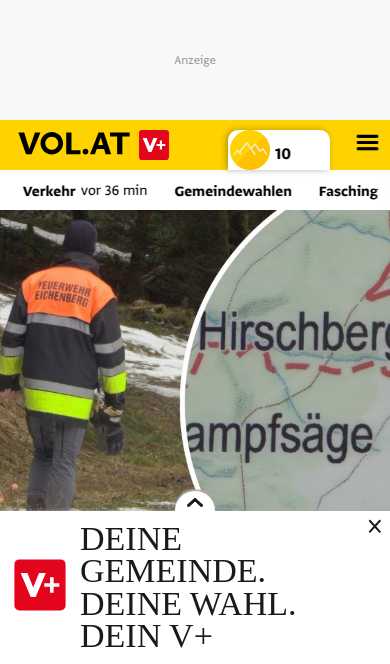 Anzeige
VOL.AT V+
10
Verkehr vor 36 min Gemeindewahlen Fasching
FEUERWEHR
EICHENBERG
Hirschberg
ampfsäge
V+
DEINE
GEMEINDE.
DEINE WAHL.
DEIN V+